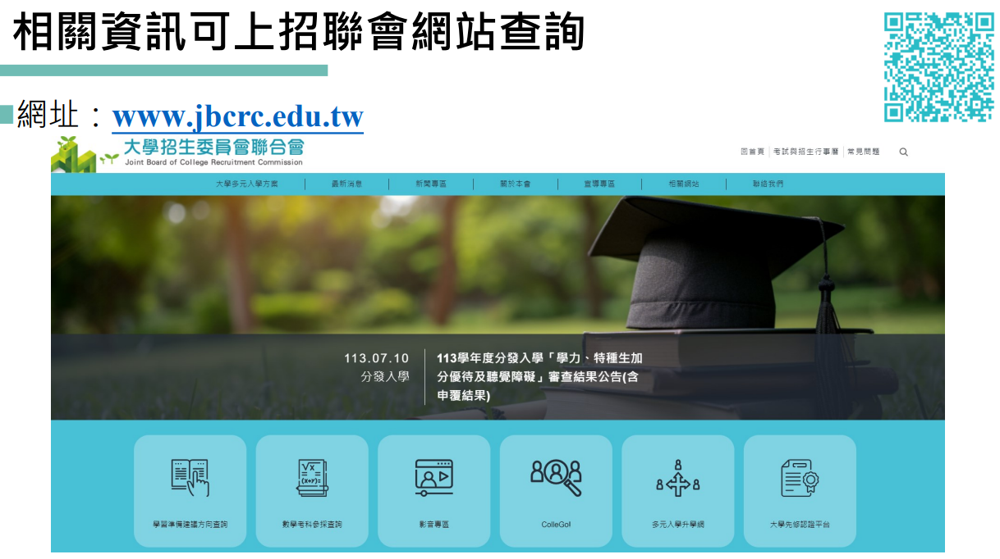 相關資訊可上招聯會網站查詢
網址：www.jbcrc.edu.tw
大學招生委員會聯合會
Joint Board of College Recruitment Commission
回首頁 考試與招生行事曆 常見問題
大學多元入學方案 最新消息 新聞專區 關於本會 宣導專區 相關網站 聯絡我們
113.07.10
分發入學
113學年度分發入學「學力、特種生加
分優待及聽覺障礙」審查結果公告(含
申覆結果)
學習準備建議方向查詢 數學考科參採查詢 影音專區 ColleGo! 多元入學升學網 大學先修認證平台